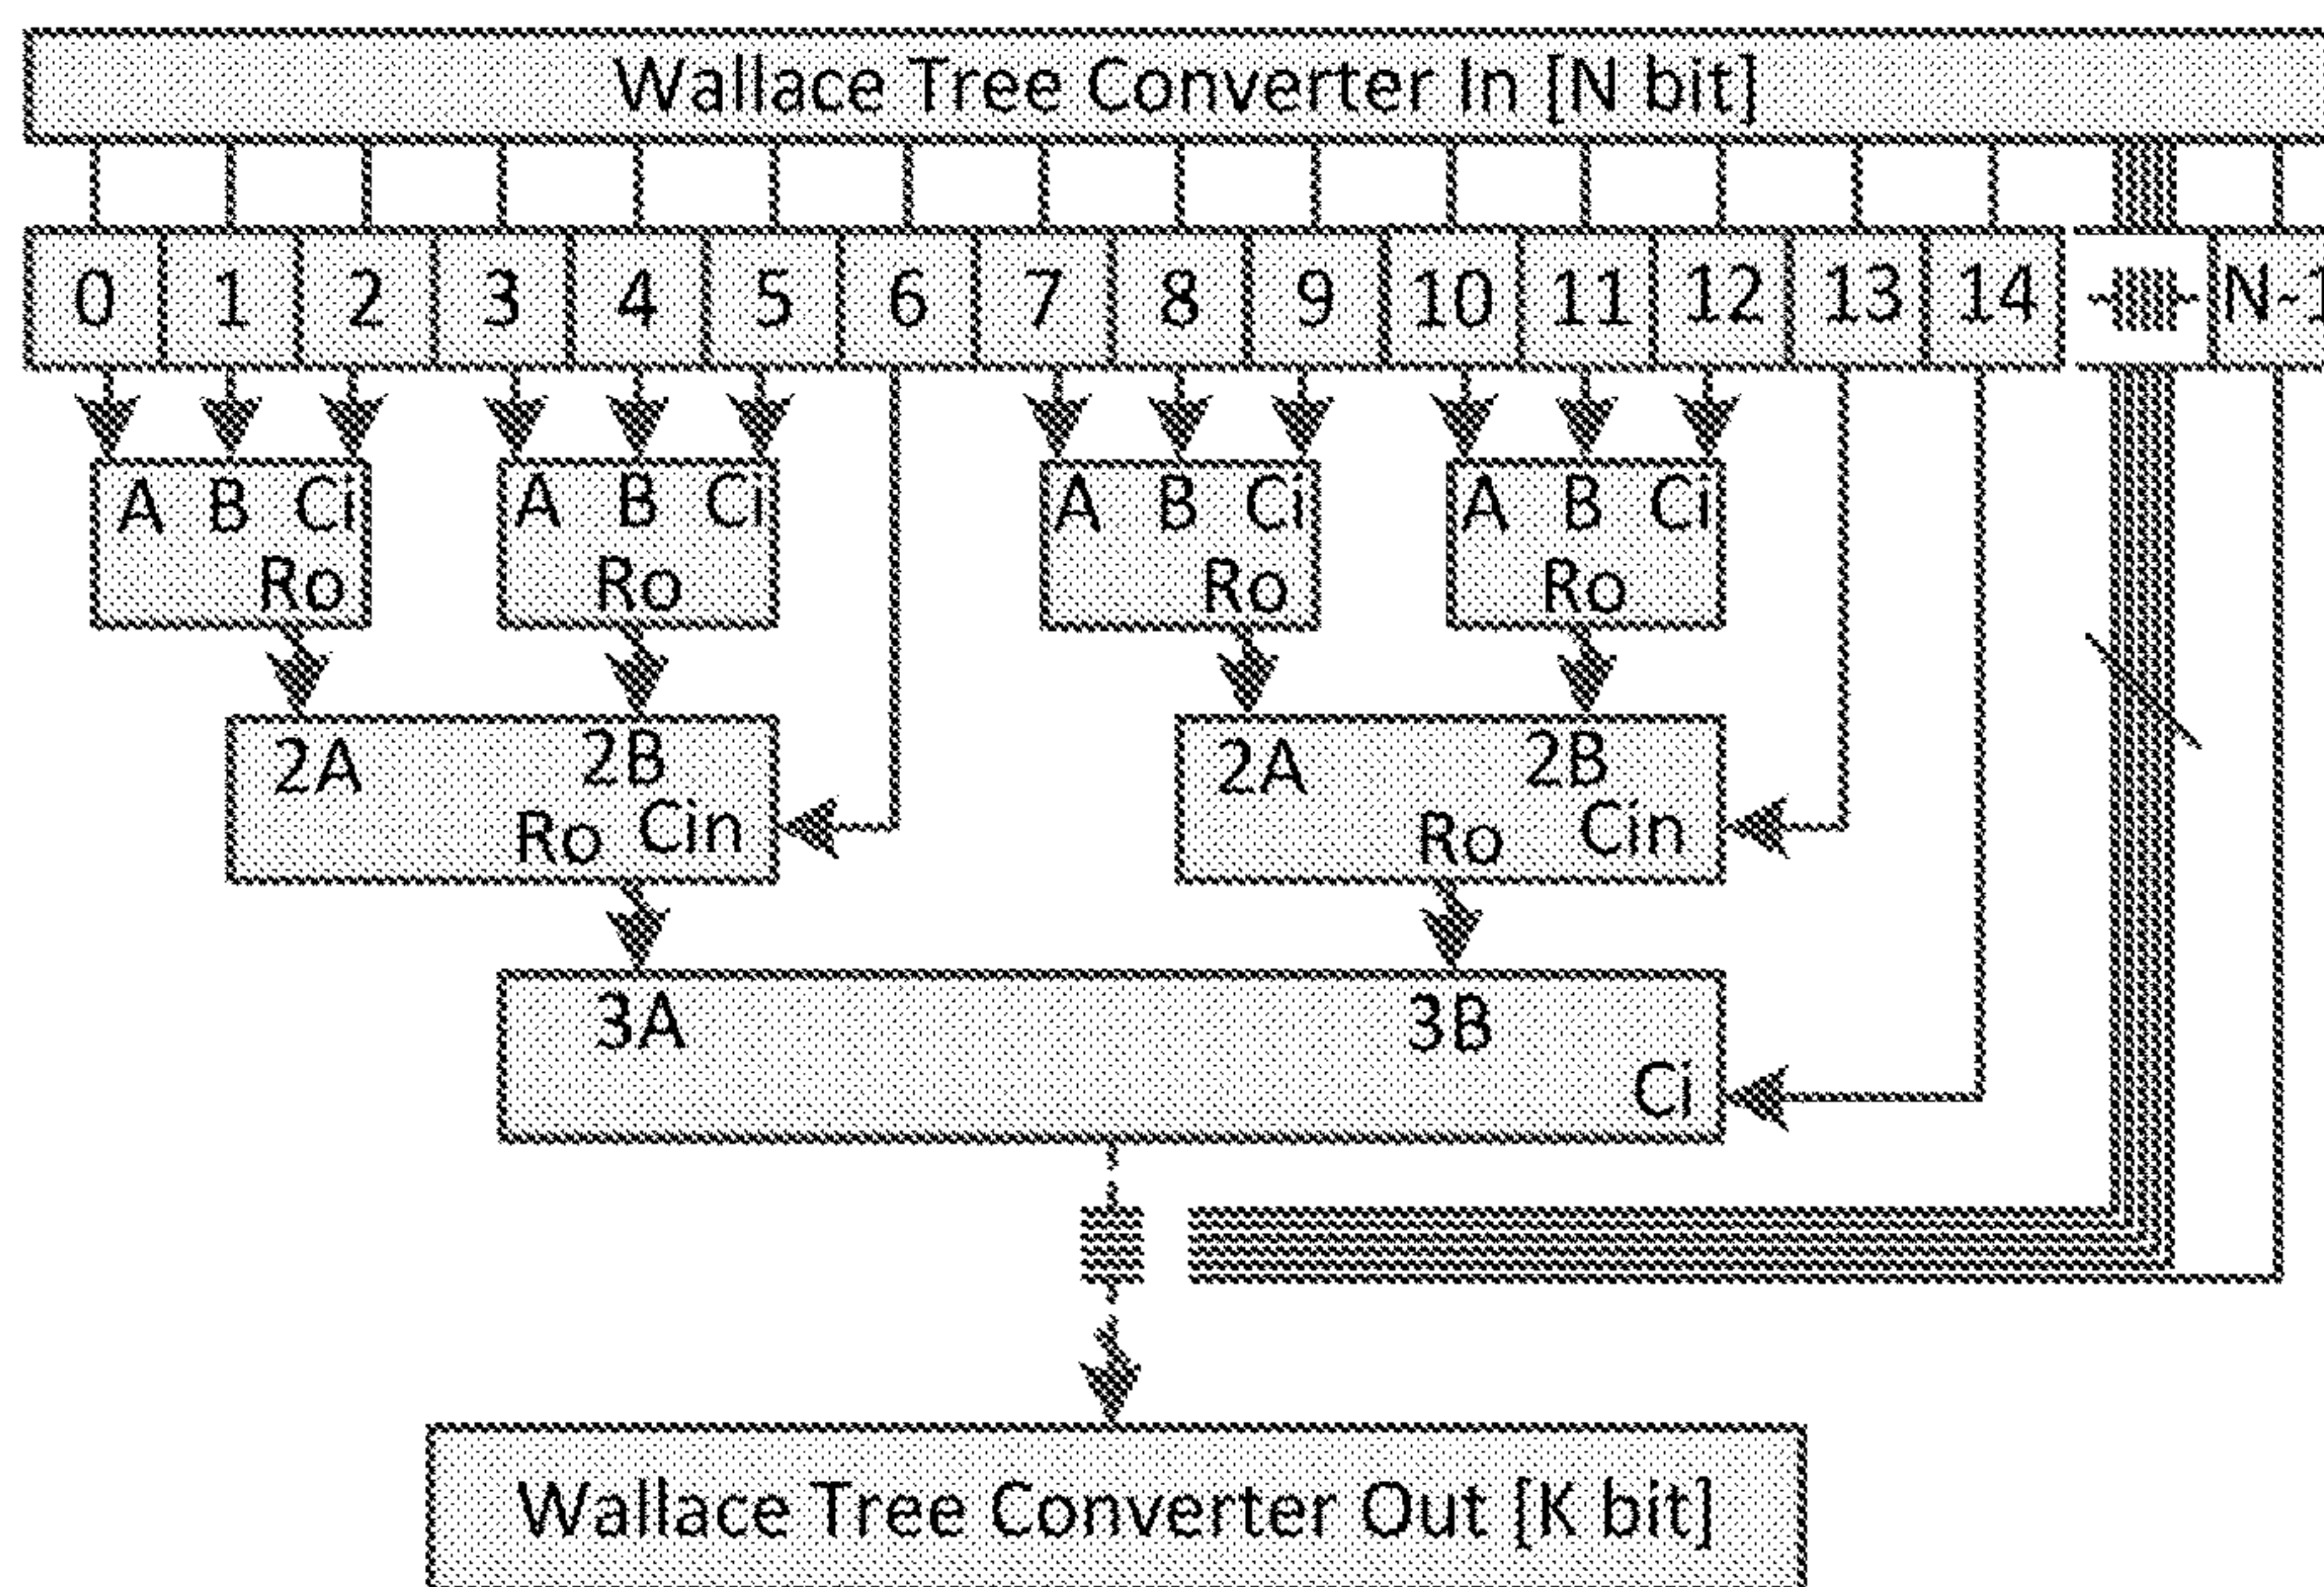 Wallace Tree Converter In [N bit]
0 1 2 3 4 5 6 7 8 9 10 11 12 13 14 N-1
A B Ci A B Ci A B Ci A B Ci
Ro Ro Ro Ro
2A 2B 2A 2B
Ro Cin Ro Cin
3A 3B
Ci
Wallace Tree Converter Out [K bit]